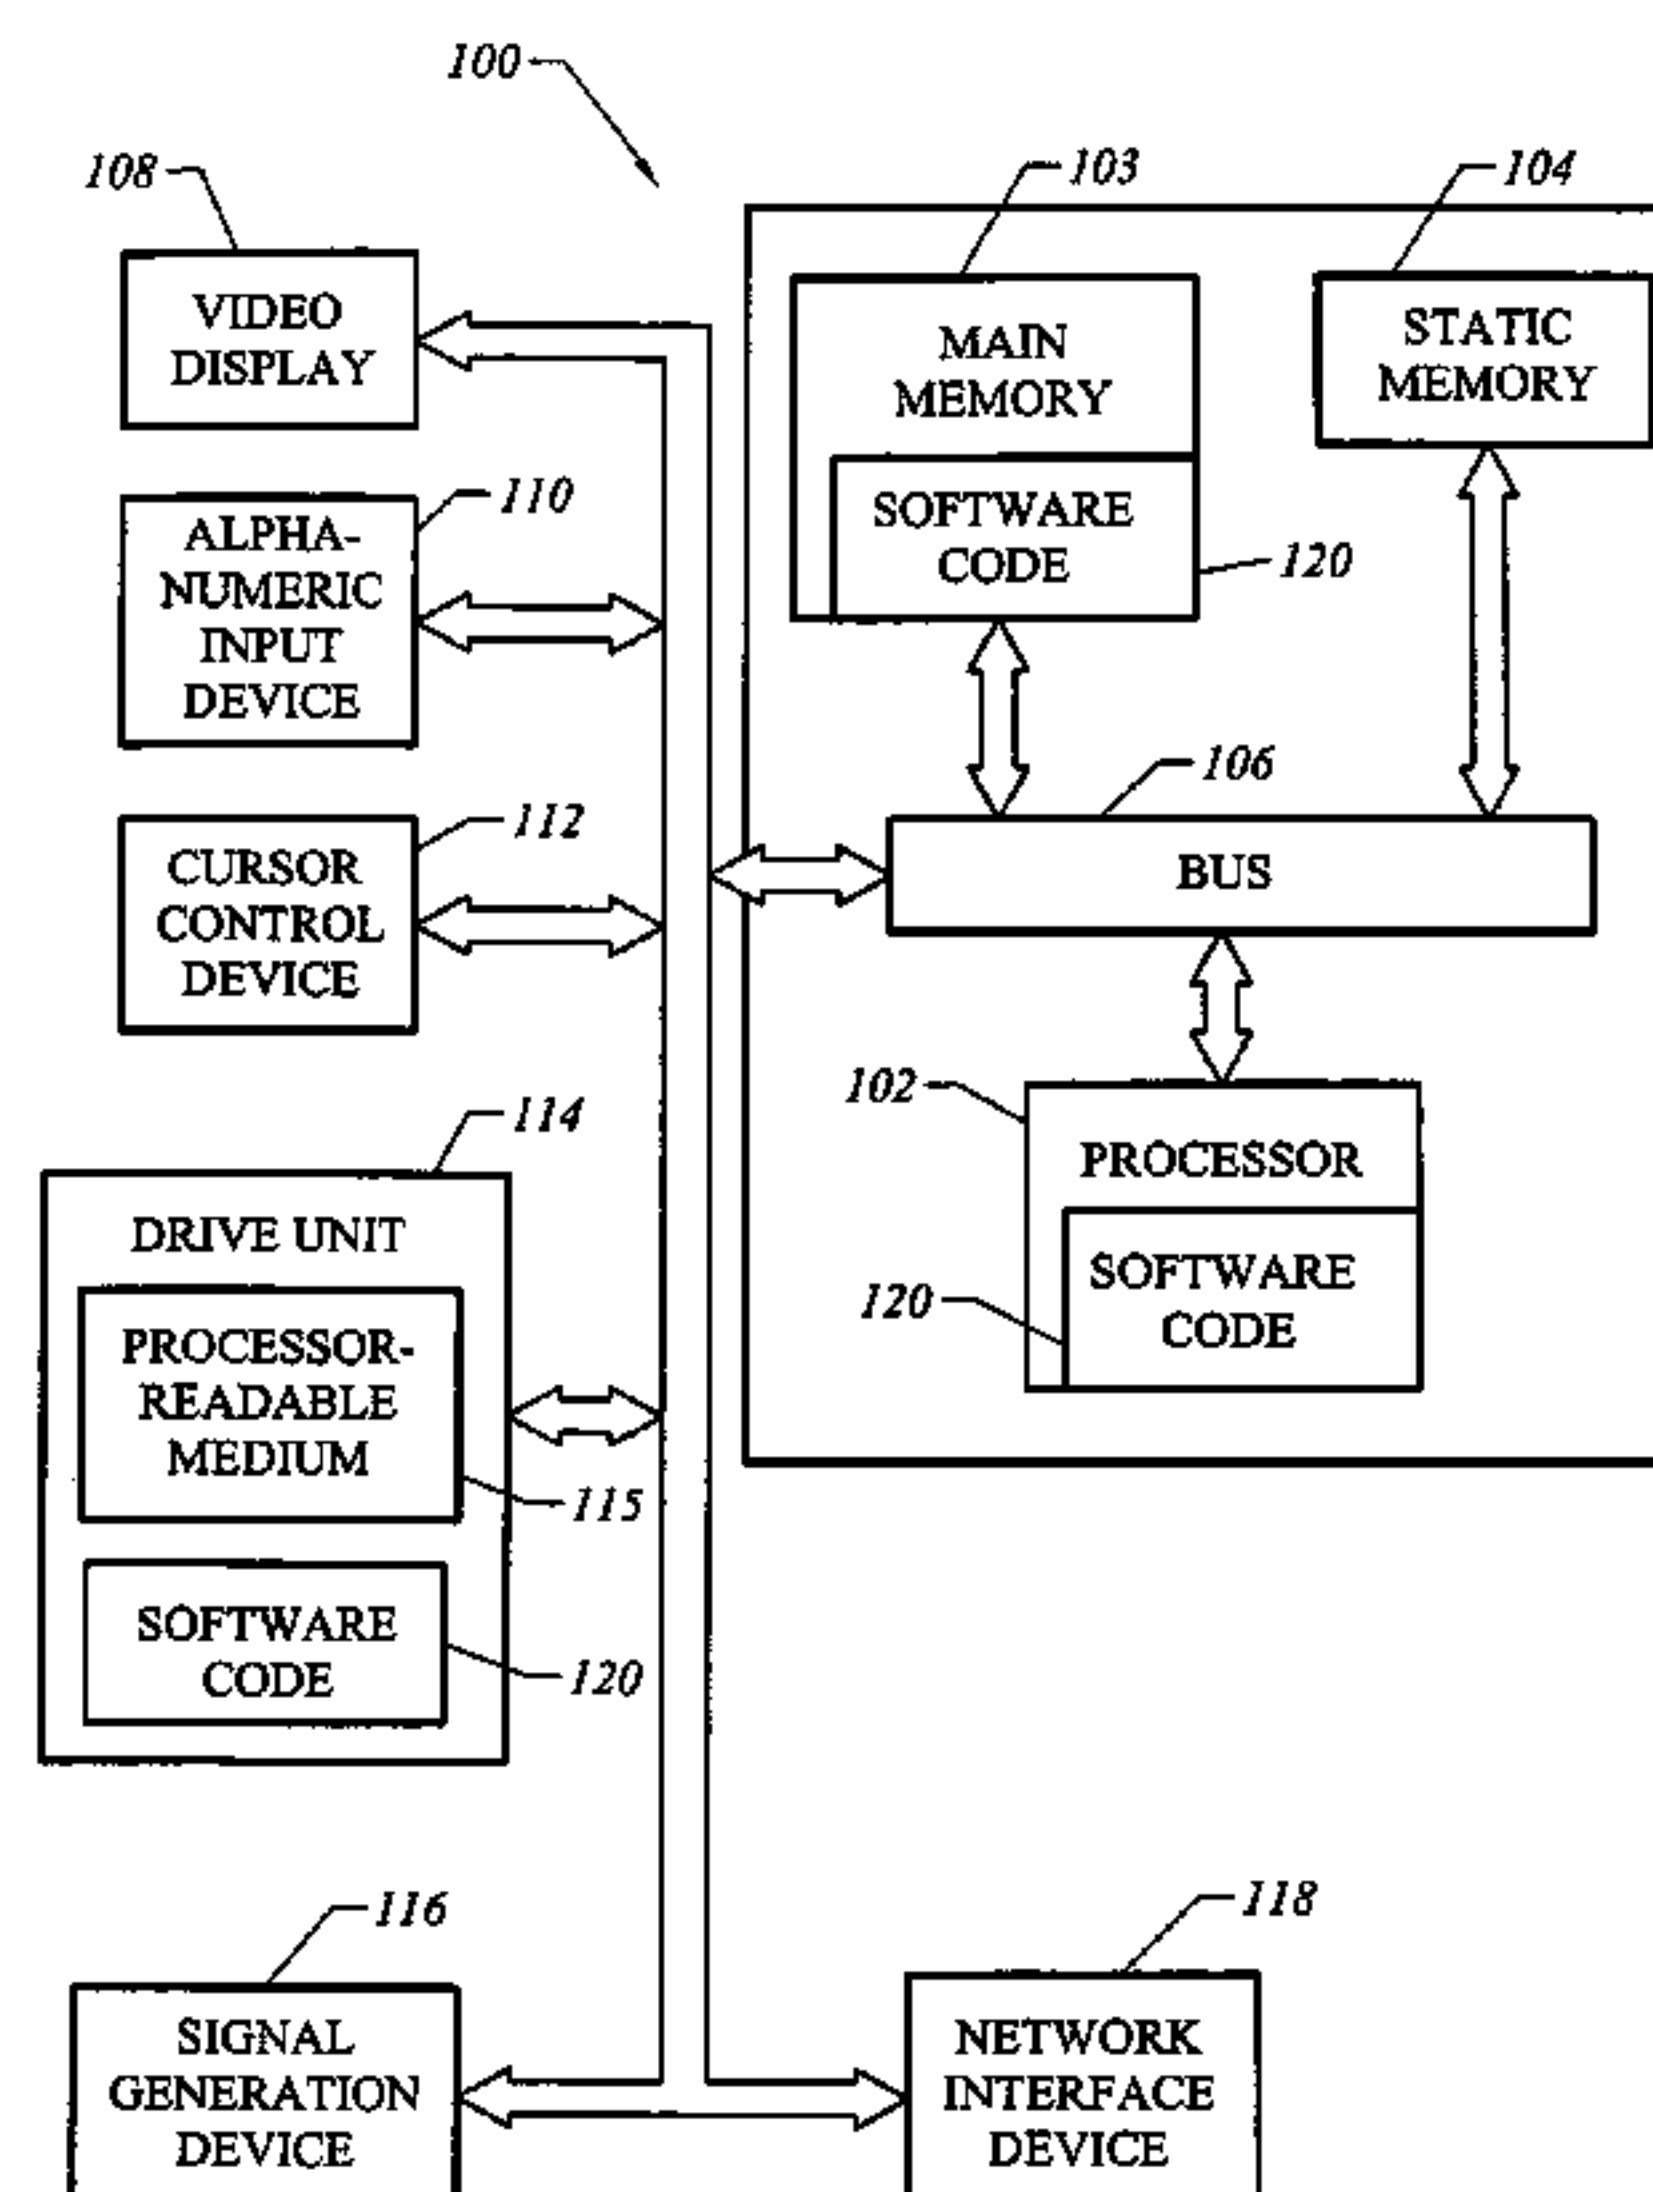 100
108
VIDEO
DISPLAY
103
MAIN
MEMORY
SOFTWARE
CODE
120
104
STATIC
MEMORY
110
ALPHA-
NUMERIC
INPUT
DEVICE
106
BUS
112
CURSOR
CONTROL
DEVICE
102
PROCESSOR
SOFTWARE
CODE
120
114
DRIVE UNIT
PROCESSOR-
READABLE
MEDIUM
115
SOFTWARE
CODE
120
116
SIGNAL
GENERATION
DEVICE
118
NETWORK
INTERFACE
DEVICE